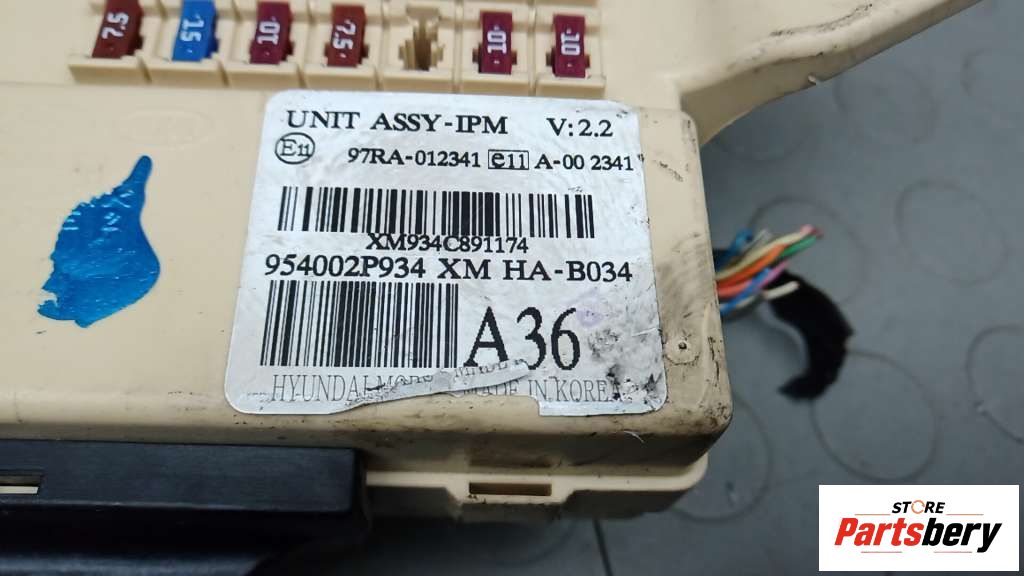 7.5 15 10 7.5 10 10
UNIT ASSY-IPM V: 2.2
E11 97RA-012341 e11 A-00 2341
XM934C891174
954002P934 XM HA-B034
A36
HYUNDAI MADE IN KOREA
STORE
Partsbery